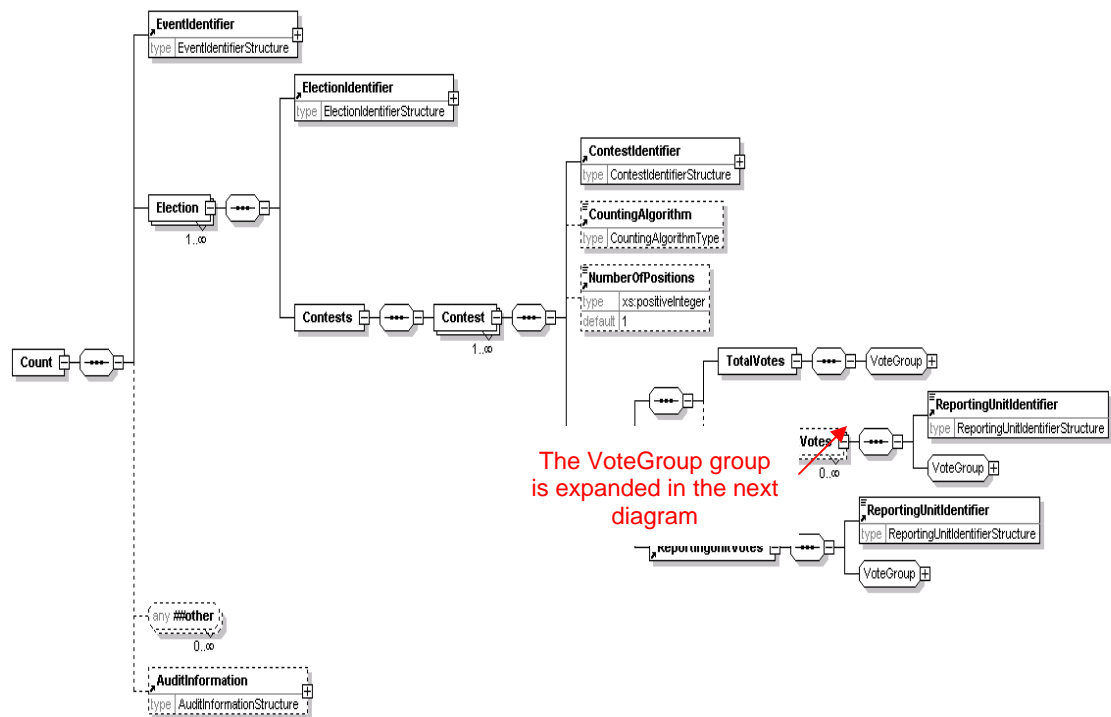 EventIdentifier
type EventIdentifierStructure
ElectionIdentifier
type ElectionIdentifierStructure
Election
1..∞
ContestIdentifier
type ContestIdentifierStructure
CountingAlgorithm
type CountingAlgorithmType
NumberOfPositions
type xs:positiveInteger
default 1
Contests
Contest
1..∞
Count
TotalVotes
VoteGroup
Votes
0..∞
ReportingUnitIdentifier
type ReportingUnitIdentifierStructure
VoteGroup
The VoteGroup group
is expanded in the next
diagram
ReportingUnitVotes
ReportingUnitIdentifier
type ReportingUnitIdentifierStructure
VoteGroup
any ##other
0..∞
AuditInformation
type AuditInformationStructure